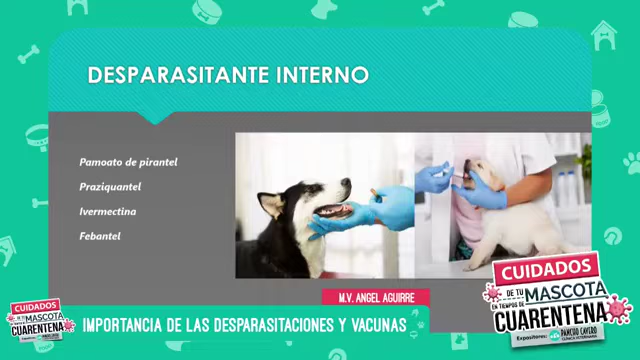 DESPARASITANTE INTERNO
Pamoato de pirantel
Praziquantel
Ivermectina
Febantel
M.V. ANGEL AGUIRRE
IMPORTANCIA DE LAS DESPARASITACIONES Y VACUNAS
CUIDADOS
DE TU MASCOTA
EN TIEMPOS DE
CUARENTENA
Expositores: PANCHO CAVERO
CUIDADOS
DE TU MASCOTA
CUARENTENA